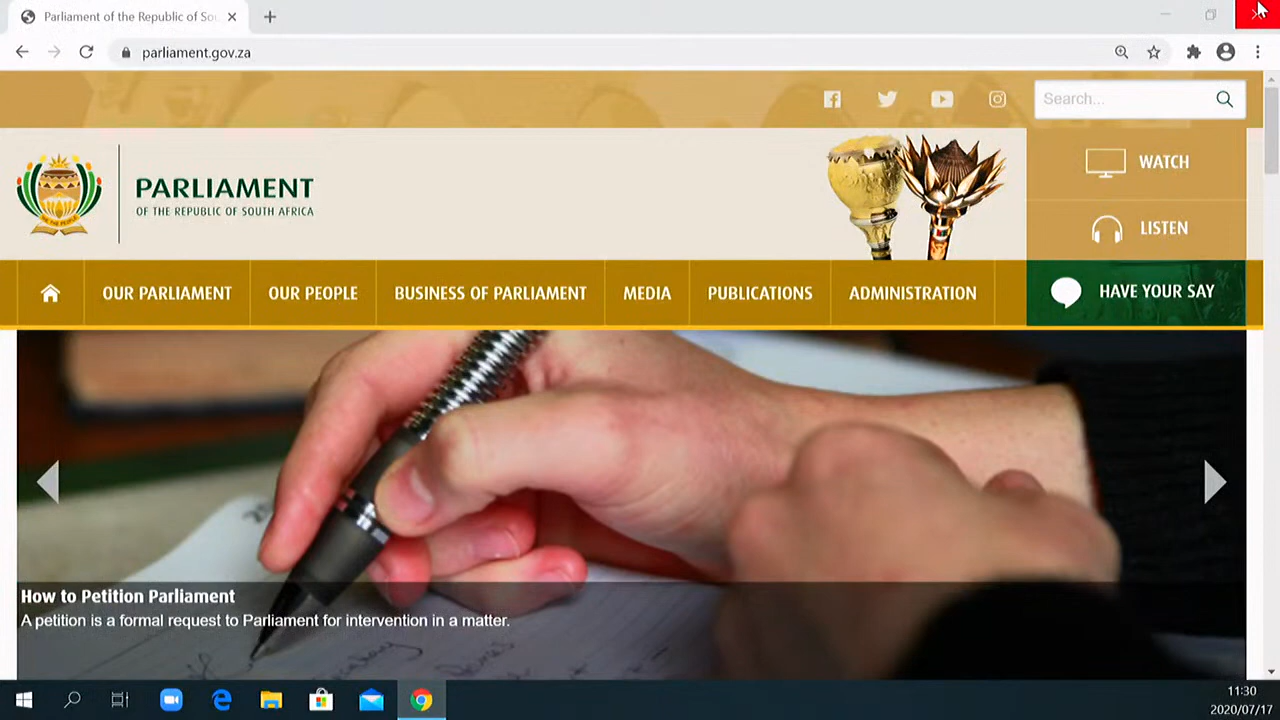 Parliament of the Republic of Sou
parliament.gov.za
Search...
WATCH
PARLIAMENT
OF THE REPUBLIC OF SOUTH AFRICA
LISTEN
OUR PARLIAMENT
OUR PEOPLE
BUSINESS OF PARLIAMENT
MEDIA
PUBLICATIONS
ADMINISTRATION
HAVE YOUR SAY
How to Petition Parliament
A petition is a formal request to Parliament for intervention in a matter.
11:30
2020/07/17